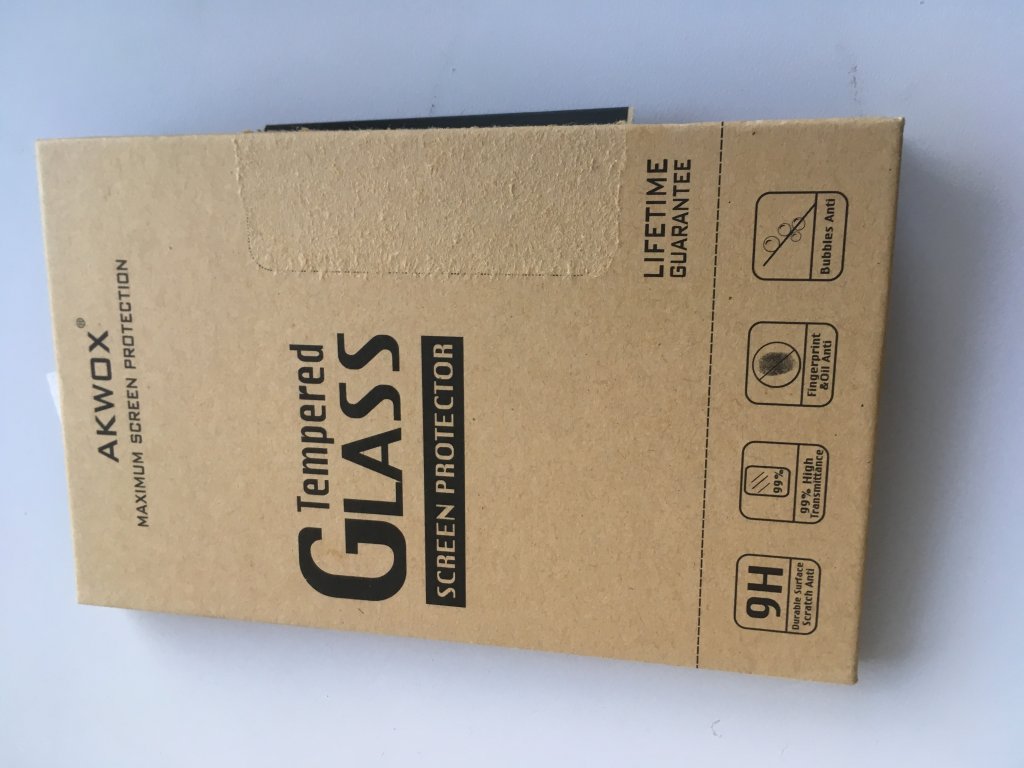 AKWOX®
MAXIMUM SCREEN PROTECTION
Tempered
GLASS
SCREEN PROTECTOR
LIFETIME
GUARANTEE
9H
Durable Surface
Scratch Anti
99%
99% High
Transmittance
Fingerprint
&Oil Anti
Bubbles Anti